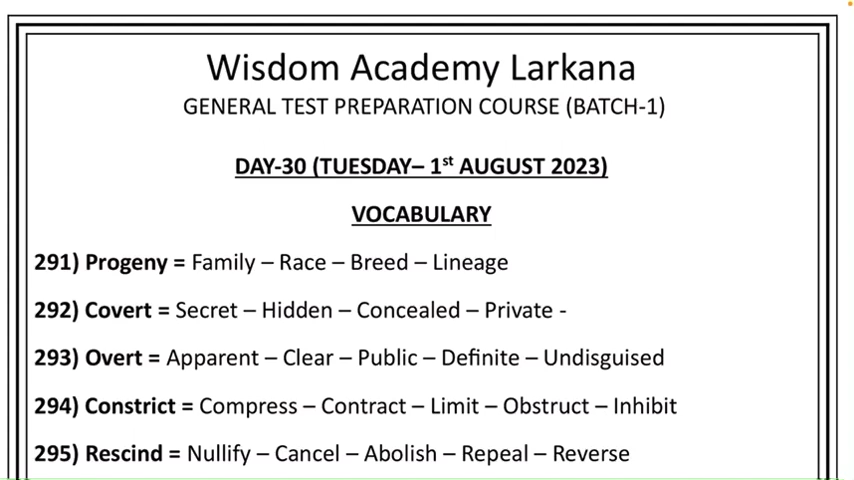 Wisdom Academy Larkana
GENERAL TEST PREPARATION COURSE (BATCH-1)
DAY-30 (TUESDAY– 1st AUGUST 2023)
VOCABULARY
291) Progeny = Family – Race – Breed – Lineage
292) Covert = Secret – Hidden – Concealed – Private -
293) Overt = Apparent – Clear – Public – Definite – Undisguised
294) Constrict = Compress – Contract – Limit – Obstruct – Inhibit
295) Rescind = Nullify – Cancel – Abolish – Repeal – Reverse